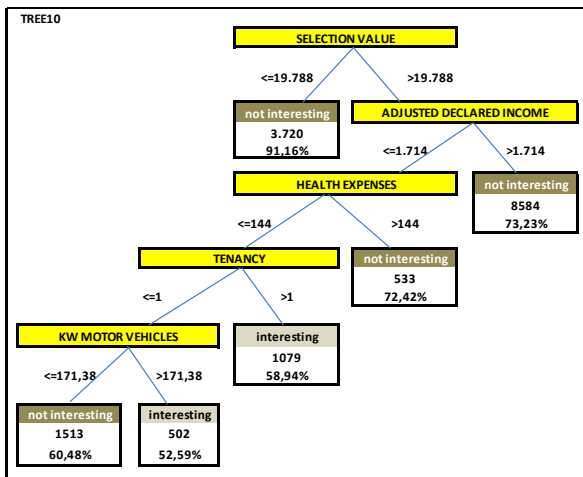 TREE10
SELECTION VALUE
<=19.788 >19.788
not interesting
3.720
91,16%
ADJUSTED DECLARED INCOME
<=1.714 >1.714
HEALTH EXPENSES
not interesting
8584
73,23%
<=144 >144
TENANCY
not interesting
533
72,42%
<=1 >1
KW MOTOR VEHICLES
interesting
1079
58,94%
<=171,38 >171,38
not interesting
1513
60,48%
interesting
502
52,59%